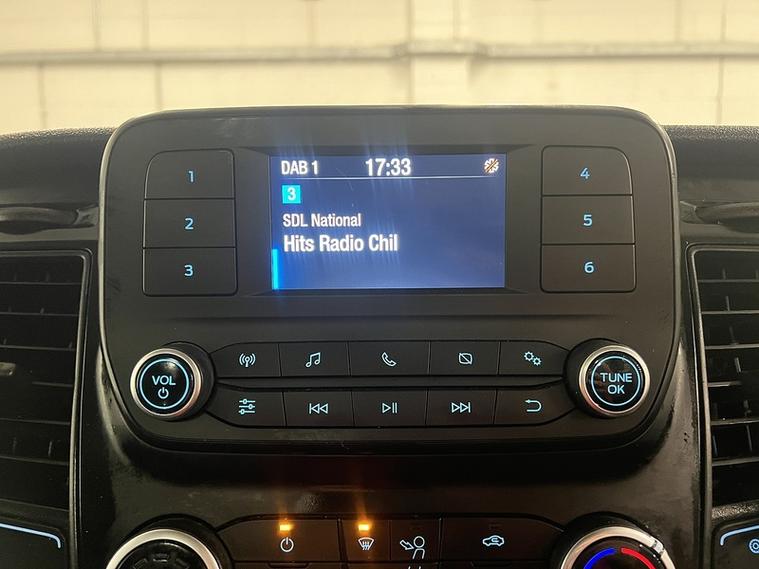 DAB 1 17:33
3
SDL National
Hits Radio Chil
1
2
3
4
5
6
VOL
TUNE
OK